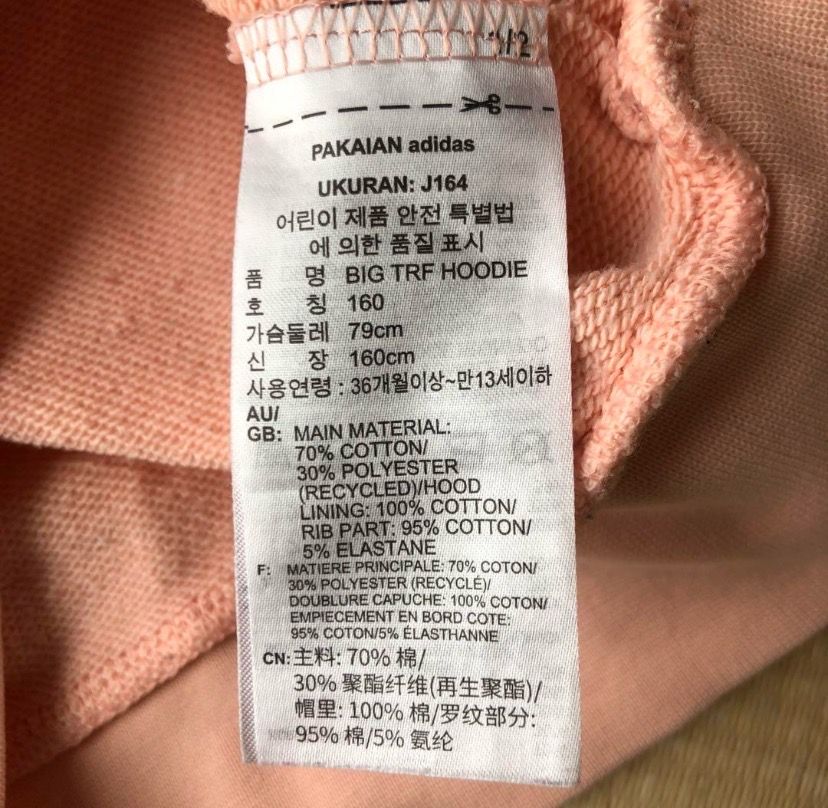 PAKAIAN adidas
UKURAN: J164
어린이 제품 안전 특별법
에 의한 품질 표시
품 명 BIG TRF HOODIE
호 칭 160
가슴둘레 79cm
신 장 160cm
사용연령 : 36개월이상~만13세이하
AU/
GB: MAIN MATERIAL:
70% COTTON/
30% POLYESTER
(RECYCLED)/HOOD
LINING: 100% COTTON/
RIB PART: 95% COTTON/
5% ELASTANE
F: MATIERE PRINCIPALE: 70% COTON/
30% POLYESTER (RECYCLÉ)/
DOUBLURE CAPUCHE: 100% COTON/
EMPIECEMENT EN BORD COTE:
95% COTON/5% ÉLASTHANNE
CN: 主料: 70% 棉/
30% 聚酯纤维(再生聚酯)/
帽里: 100% 棉/罗纹部分:
95% 棉/5% 氨纶